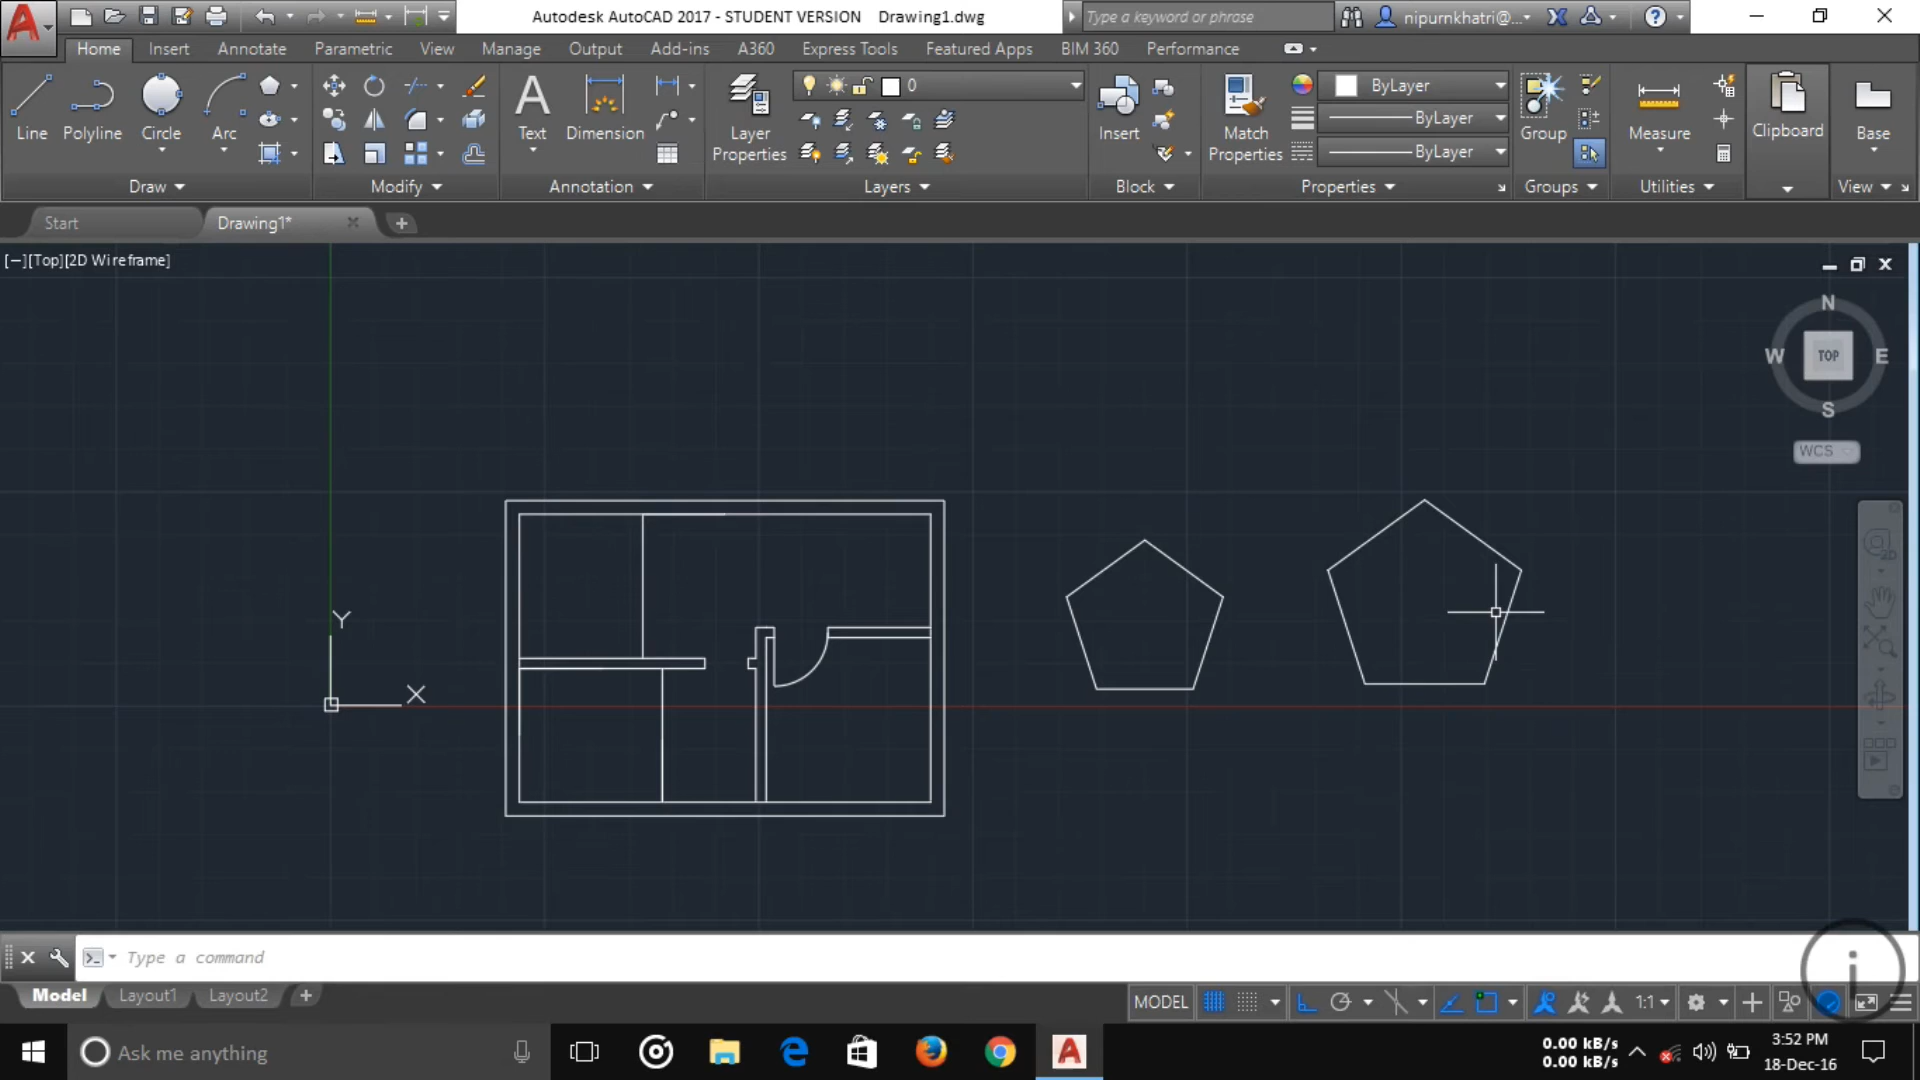 Autodesk AutoCAD 2017 - STUDENT VERSION Drawing1.dwg
Type a keyword or phrase
nipurnkhatri@...
Home Insert Annotate Parametric View Manage Output Add-ins A360 Express Tools Featured Apps BIM 360 Performance
Line Polyline Circle Arc
Draw
Modify
Text Dimension
Annotation
Layer Properties
0
Layers
Insert
Block
Match Properties
ByLayer
ByLayer
ByLayer
Properties
Group
Groups
Measure
Utilities
Clipboard
Base
View
Start
Drawing1*
[−][Top][2D Wireframe]
N
W TOP E
S
WCS
2D
Y
X
Type a command
i
Model Layout1 Layout2
MODEL
1:1
Ask me anything
0.00 kB/s
0.00 kB/s
3:52 PM
18-Dec-16